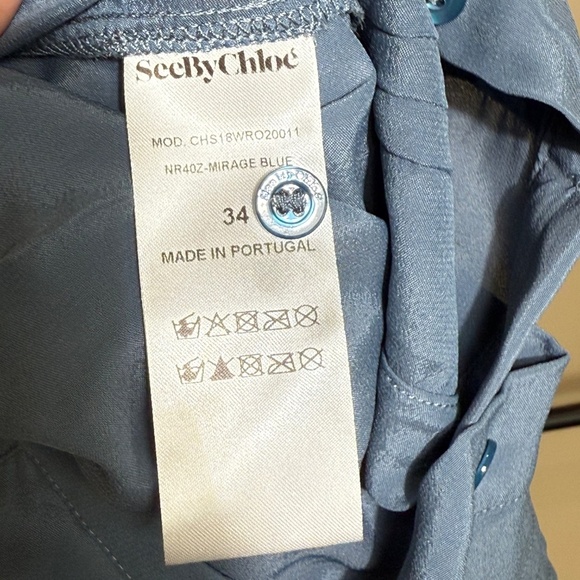 SeeByChloé
MOD. CHS18WRO20011
NR40Z-MIRAGE BLUE
34
MADE IN PORTUGAL